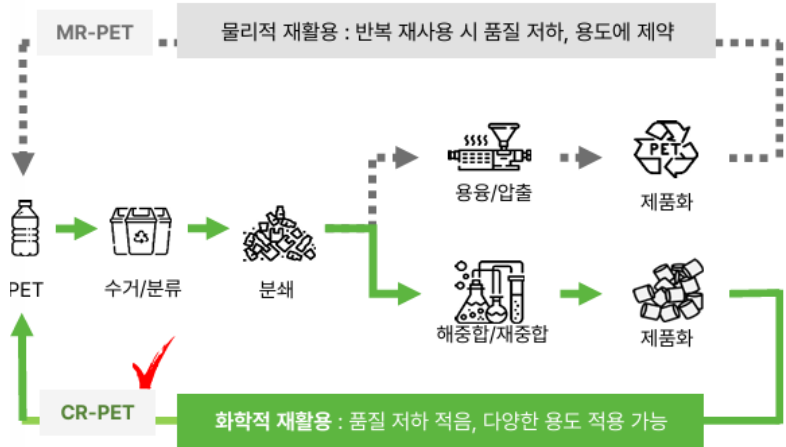 MR-PET
물리적 재활용 : 반복 재사용 시 품질 저하, 용도에 제약
PET
용융/압출
제품화
PET
수거/분류
분쇄
해중합/재중합
제품화
CR-PET
화학적 재활용 : 품질 저하 적음, 다양한 용도 적용 가능